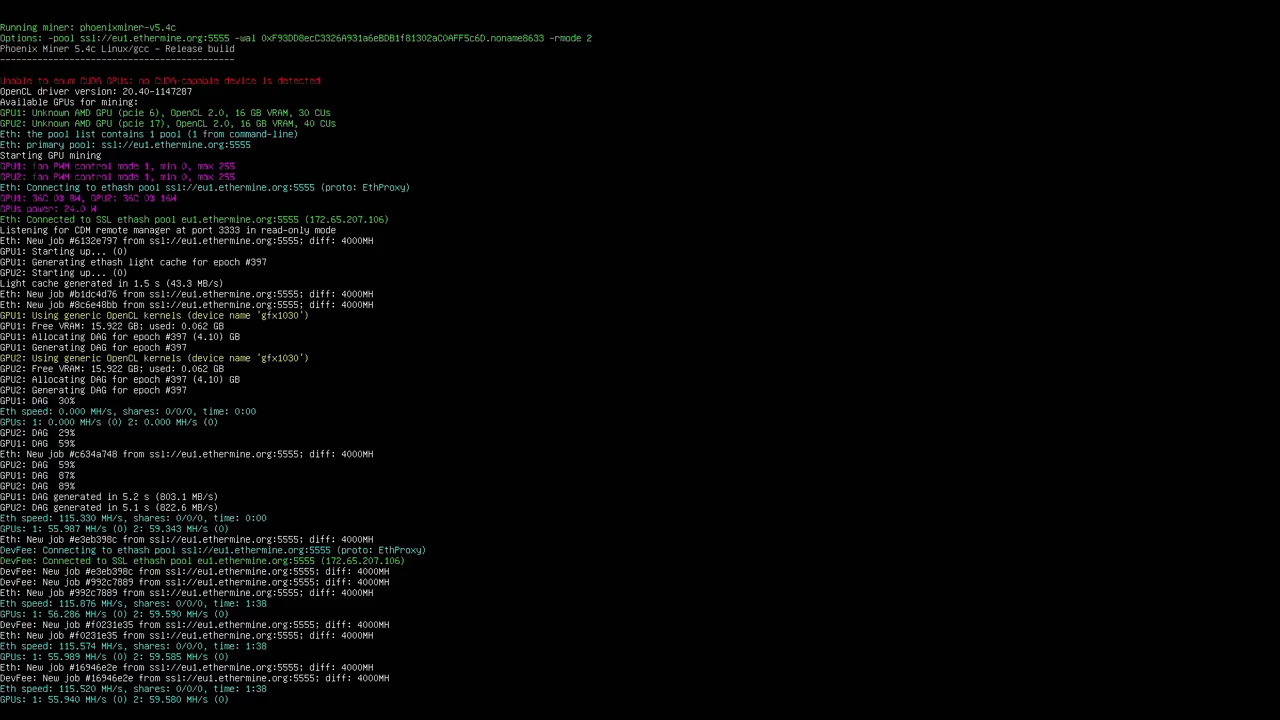 Running miner: phoenixminer-v5.4c
Options: -pool ssl://eu1.ethermine.org:5555 -wal 0xF93DD8ecC3326A931a6eBDB1f81302aC0AFF5c6D.noname8633 -rmode 2
Phoenix Miner 5.4c Linux/gcc - Release build
--------------------------------------------
Unable to enum CUDA GPUs: no CUDA-capable device is detected
OpenCL driver version: 20.40-1147287
Available GPUs for mining:
GPU1: Unknown AMD GPU (pcie 6), OpenCL 2.0, 16 GB VRAM, 30 CUs
GPU2: Unknown AMD GPU (pcie 17), OpenCL 2.0, 16 GB VRAM, 40 CUs
Eth: the pool list contains 1 pool (1 from command-line)
Eth: primary pool: ssl://eu1.ethermine.org:5555
Starting GPU mining
GPU1: fan PWM control mode 1, min 0, max 255
GPU2: fan PWM control mode 1, min 0, max 255
Eth: Connecting to ethash pool ssl://eu1.ethermine.org:5555 (proto: EthProxy)
GPU1: 36C 0% 8W, GPU2: 36C 0% 16W
GPUs power: 24.0 W
Eth: Connected to SSL ethash pool eu1.ethermine.org:5555 (172.65.207.106)
Listening for CDM remote manager at port 3333 in read-only mode
Eth: New job #6132e797 from ssl://eu1.ethermine.org:5555; diff: 4000MH
GPU1: Starting up... (0)
GPU1: Generating ethash light cache for epoch #397
GPU2: Starting up... (0)
Light cache generated in 1.5 s (43.3 MB/s)
Eth: New job #b1dc4d76 from ssl://eu1.ethermine.org:5555; diff: 4000MH
Eth: New job #8c6e48bb from ssl://eu1.ethermine.org:5555; diff: 4000MH
GPU1: Using generic OpenCL kernels (device name 'gfx1030')
GPU1: Free VRAM: 15.922 GB; used: 0.062 GB
GPU1: Allocating DAG for epoch #397 (4.10) GB
GPU1: Generating DAG for epoch #397
GPU2: Using generic OpenCL kernels (device name 'gfx1030')
GPU2: Free VRAM: 15.922 GB; used: 0.062 GB
GPU2: Allocating DAG for epoch #397 (4.10) GB
GPU2: Generating DAG for epoch #397
GPU1: DAG  30%
Eth speed: 0.000 MH/s, shares: 0/0/0, time: 0:00
GPUs: 1: 0.000 MH/s (0) 2: 0.000 MH/s (0)
GPU2: DAG  29%
GPU1: DAG  59%
Eth: New job #c634a748 from ssl://eu1.ethermine.org:5555; diff: 4000MH
GPU2: DAG  59%
GPU1: DAG  87%
GPU2: DAG  89%
GPU1: DAG generated in 5.2 s (803.1 MB/s)
GPU2: DAG generated in 5.1 s (822.6 MB/s)
Eth speed: 115.330 MH/s, shares: 0/0/0, time: 0:00
GPUs: 1: 55.987 MH/s (0) 2: 59.343 MH/s (0)
Eth: New job #e3eb398c from ssl://eu1.ethermine.org:5555; diff: 4000MH
DevFee: Connecting to ethash pool ssl://eu1.ethermine.org:5555 (proto: EthProxy)
DevFee: Connected to SSL ethash pool eu1.ethermine.org:5555 (172.65.207.106)
DevFee: New job #e3eb398c from ssl://eu1.ethermine.org:5555; diff: 4000MH
DevFee: New job #992c7889 from ssl://eu1.ethermine.org:5555; diff: 4000MH
Eth: New job #992c7889 from ssl://eu1.ethermine.org:5555; diff: 4000MH
Eth speed: 115.876 MH/s, shares: 0/0/0, time: 1:38
GPUs: 1: 56.286 MH/s (0) 2: 59.590 MH/s (0)
DevFee: New job #f0231e35 from ssl://eu1.ethermine.org:5555; diff: 4000MH
Eth: New job #f0231e35 from ssl://eu1.ethermine.org:5555; diff: 4000MH
Eth speed: 115.574 MH/s, shares: 0/0/0, time: 1:38
GPUs: 1: 55.989 MH/s (0) 2: 59.585 MH/s (0)
Eth: New job #16946e2e from ssl://eu1.ethermine.org:5555; diff: 4000MH
DevFee: New job #16946e2e from ssl://eu1.ethermine.org:5555; diff: 4000MH
Eth speed: 115.520 MH/s, shares: 0/0/0, time: 1:38
GPUs: 1: 55.940 MH/s (0) 2: 59.580 MH/s (0)